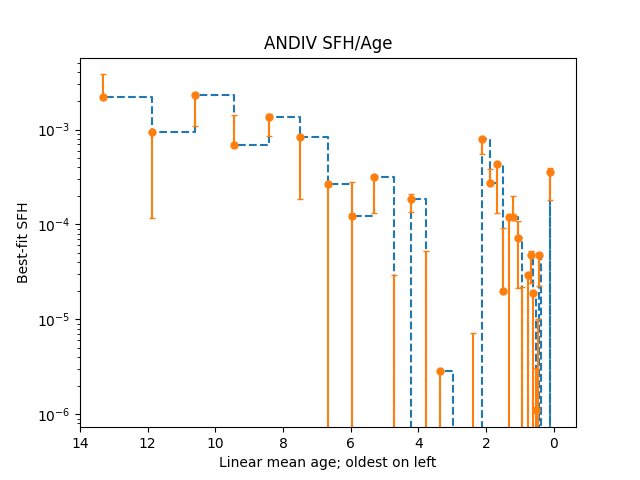 ANDIV SFH/Age
Best-fit SFH
10⁻³
10⁻⁴
10⁻⁵
10⁻⁶
14 12 10 8 6 4 2 0
Linear mean age; oldest on left